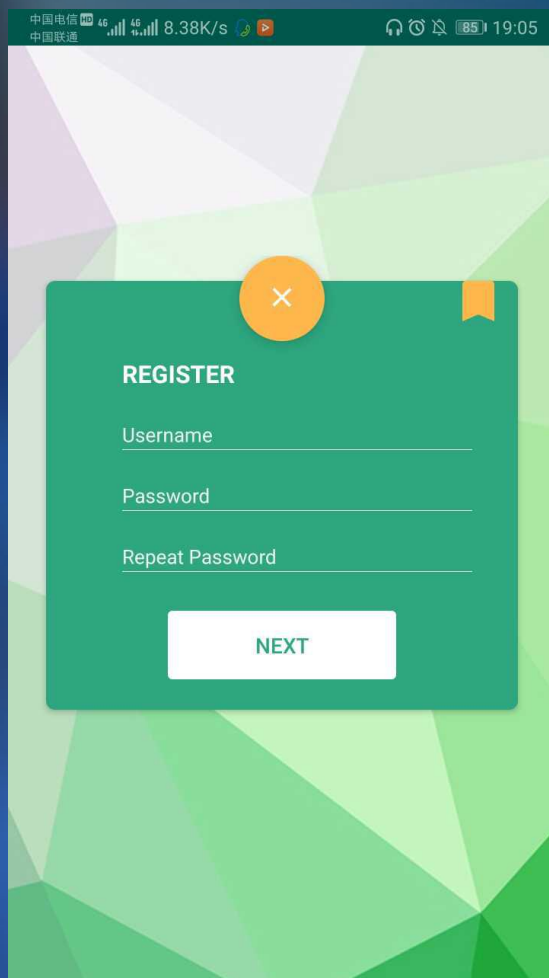 中国电信 HD 4G 4G 8.38K/s 85 19:05
中国联通
REGISTER
Username
Password
Repeat Password
NEXT